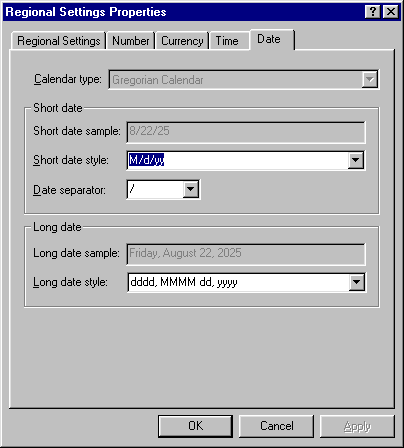 Regional Settings Properties
Regional Settings Number Currency Time Date
Calendar type: Gregorian Calendar
Short date
Short date sample: 8/22/25
Short date style: M/d/yy
Date separator: /
Long date
Long date sample: Friday, August 22, 2025
Long date style: dddd, MMMM dd, yyyy
OK Cancel Apply